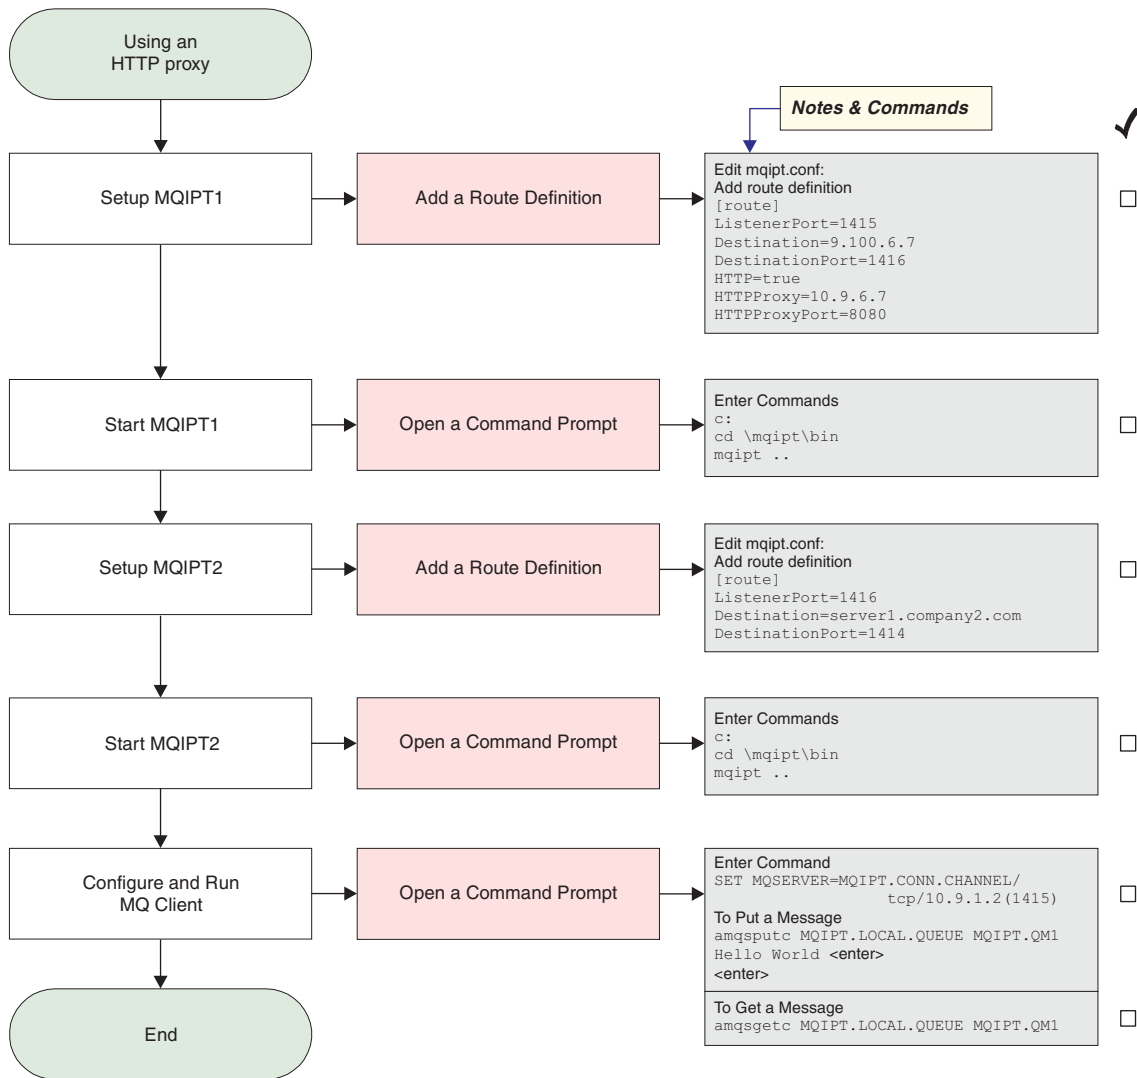 Using an
HTTP proxy
Notes & Commands
Setup MQIPT1
Add a Route Definition
Edit mqipt.conf:
Add route definition
[route]
ListenerPort=1415
Destination=9.100.6.7
DestinationPort=1416
HTTP=true
HTTPProxy=10.9.6.7
HTTPProxyPort=8080
Start MQIPT1
Open a Command Prompt
Enter Commands
c:
cd \mqipt\bin
mqipt ..
Setup MQIPT2
Add a Route Definition
Edit mqipt.conf:
Add route definition
[route]
ListenerPort=1416
Destination=server1.company2.com
DestinationPort=1414
Start MQIPT2
Open a Command Prompt
Enter Commands
c:
cd \mqipt\bin
mqipt ..
Configure and Run
MQ Client
Open a Command Prompt
Enter Command
SET MQSERVER=MQIPT.CONN.CHANNEL/
tcp/10.9.1.2(1415)
To Put a Message
amqsputc MQIPT.LOCAL.QUEUE MQIPT.QM1
Hello World <enter>
<enter>
To Get a Message
amqsgetc MQIPT.LOCAL.QUEUE MQIPT.QM1
End